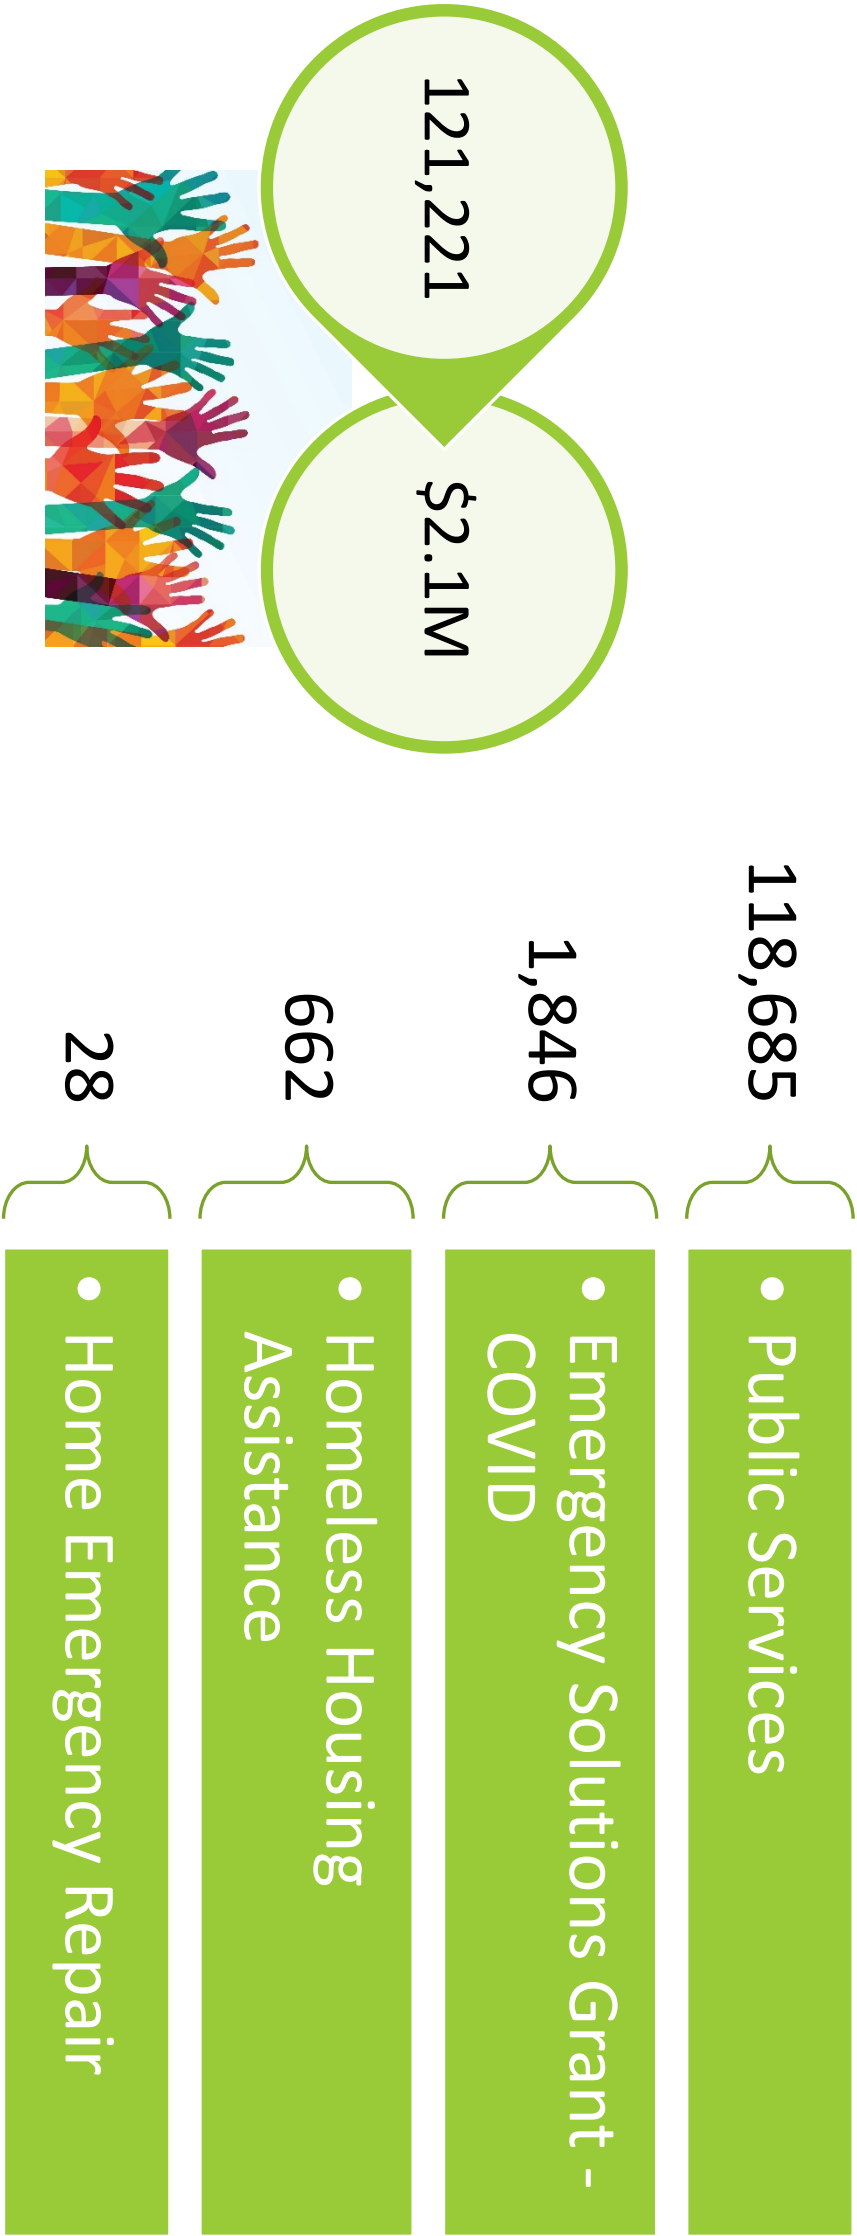 121,221
$2.1M
118,685
• Public Services
1,846
• Emergency Solutions Grant -
COVID
662
• Homeless Housing
Assistance
28
• Home Emergency Repair